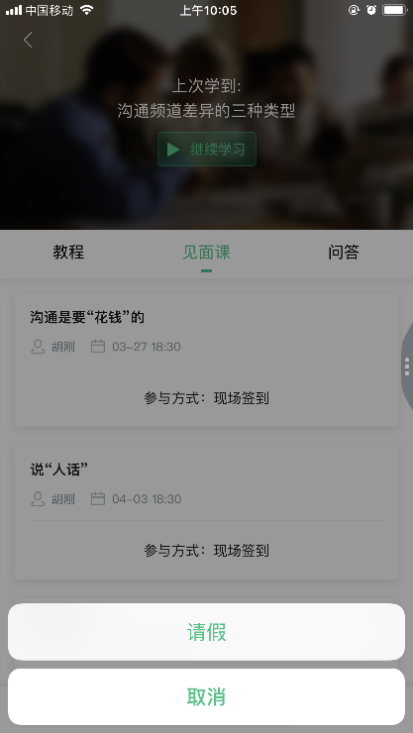 中国移动
上午10:05
上次学到:
沟通频道差异的三种类型
继续学习
教程
见面课
问答
沟通是要“花钱”的
胡刚
03-27 18:30
参与方式：现场签到
说“人话”
胡刚
04-03 18:30
参与方式：现场签到
请假
取消